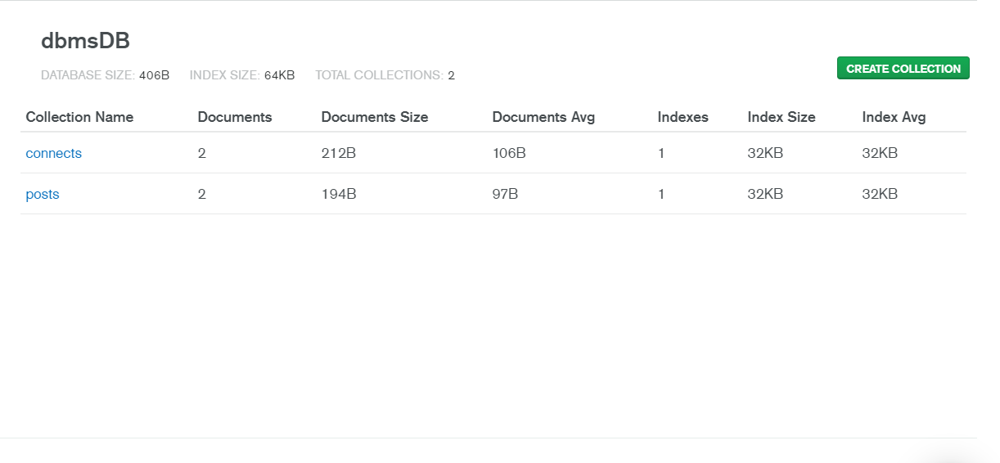 dbmsDB
DATABASE SIZE: 406B INDEX SIZE: 64KB TOTAL COLLECTIONS: 2
CREATE COLLECTION
Collection Name Documents Documents Size Documents Avg Indexes Index Size Index Avg
connects 2 212B 106B 1 32KB 32KB
posts 2 194B 97B 1 32KB 32KB